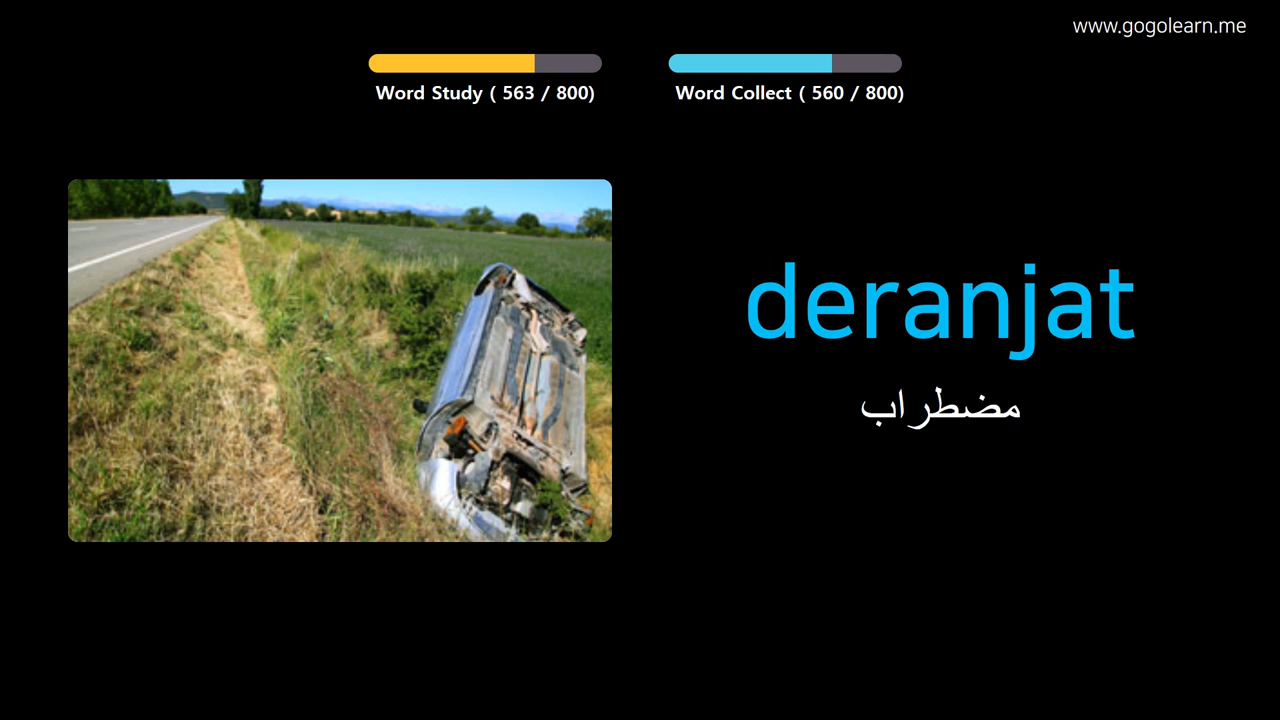 www.gogolearn.me
Word Study ( 563 / 800)
Word Collect ( 560 / 800)
deranjat
مضطراب